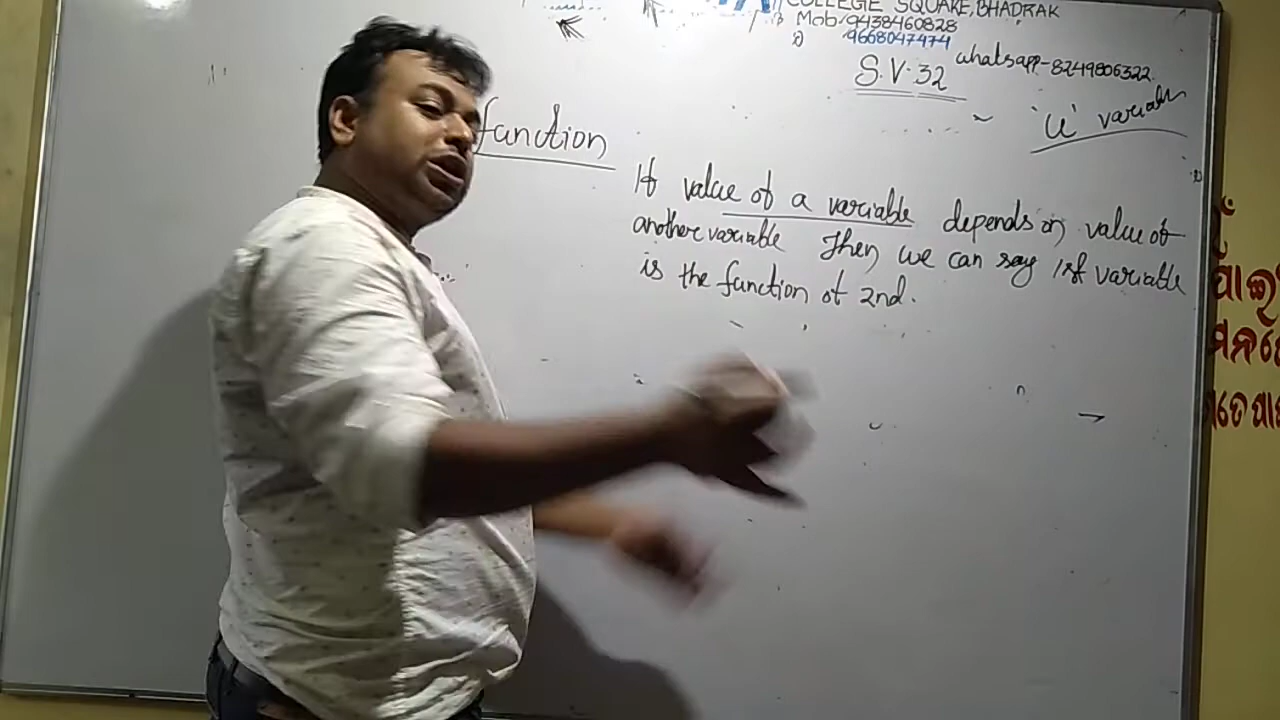 COLLEGE SQUARE, BHADRAK
Mob 9438460828
9668047474
whatsapp-8249806322
S.V.32
'u' variable
function
If value of a variable depends on value of
another variable Then we can say 1st variable
is the function of 2nd.